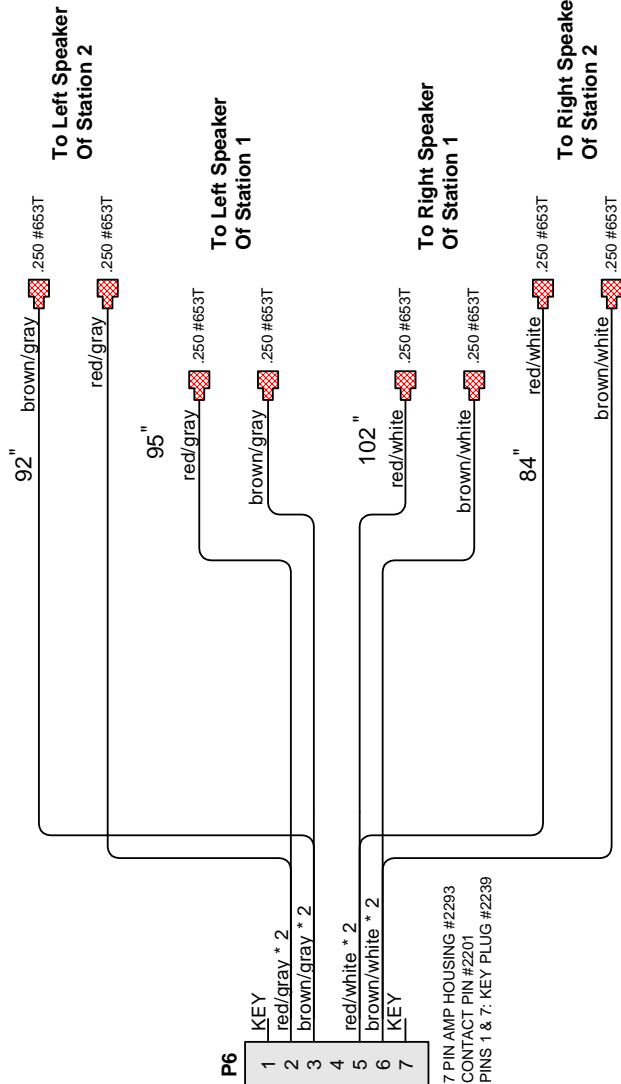 To Left Speaker
Of Station 2
.250 #653T
brown/gray
92"
.250 #653T
red/gray
To Left Speaker
Of Station 1
.250 #653T
95"
red/gray
.250 #653T
brown/gray
To Right Speaker
Of Station 1
.250 #653T
102"
red/white
.250 #653T
brown/white
To Right Speake
Of Station 2
.250 #653T
red/white
84"
.250 #653T
brown/white
P6
1 KEY
2 red/gray * 2
3 brown/gray * 2
4
5 red/white * 2
6 brown/white * 2
7 KEY
7 PIN AMP HOUSING #2293
CONTACT PIN #2201
PINS 1 & 7: KEY PLUG #2239